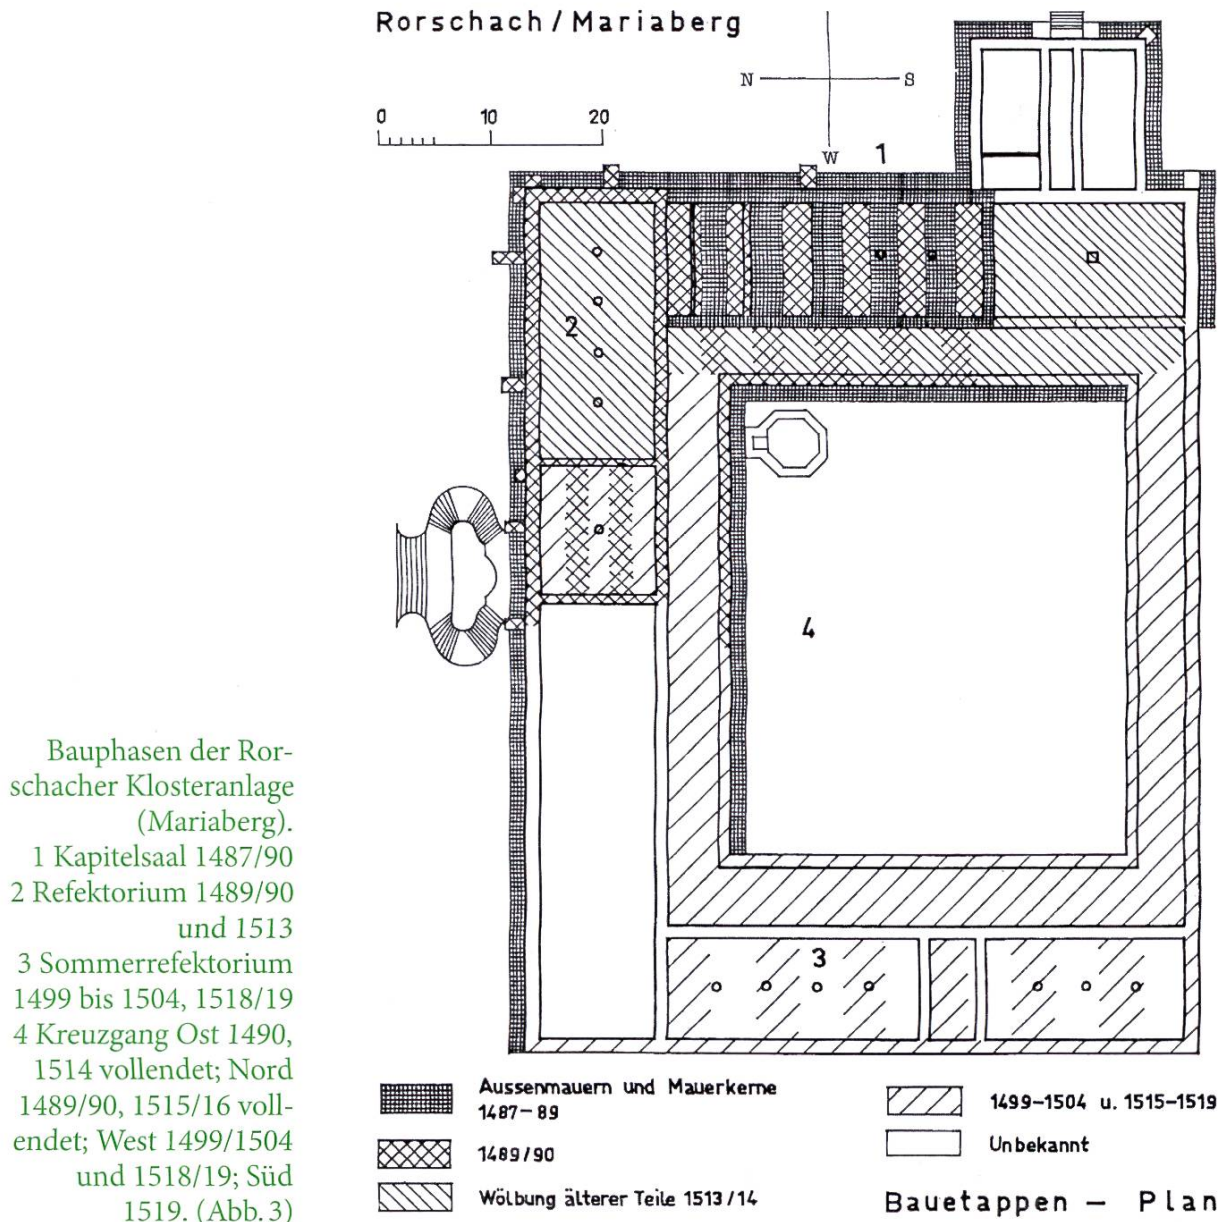 Rorschach / Mariaberg
N S
W
0 10 20
1
2
4
3
Bauphasen der Ror-
schacher Klosteranlage
(Mariaberg).
1 Kapitelsaal 1487/90
2 Refektorium 1489/90
und 1513
3 Sommerrefektorium
1499 bis 1504, 1518/19
4 Kreuzgang Ost 1490,
1514 vollendet; Nord
1489/90, 1515/16 voll-
endet; West 1499/1504
und 1518/19; Süd
1519. (Abb. 3)
Aussenmauern und Mauerkerne
1487–89
1489/90
Wölbung älterer Teile 1513/14
1499–1504 u. 1515–1519
Unbekannt
Bauetappen – Plan